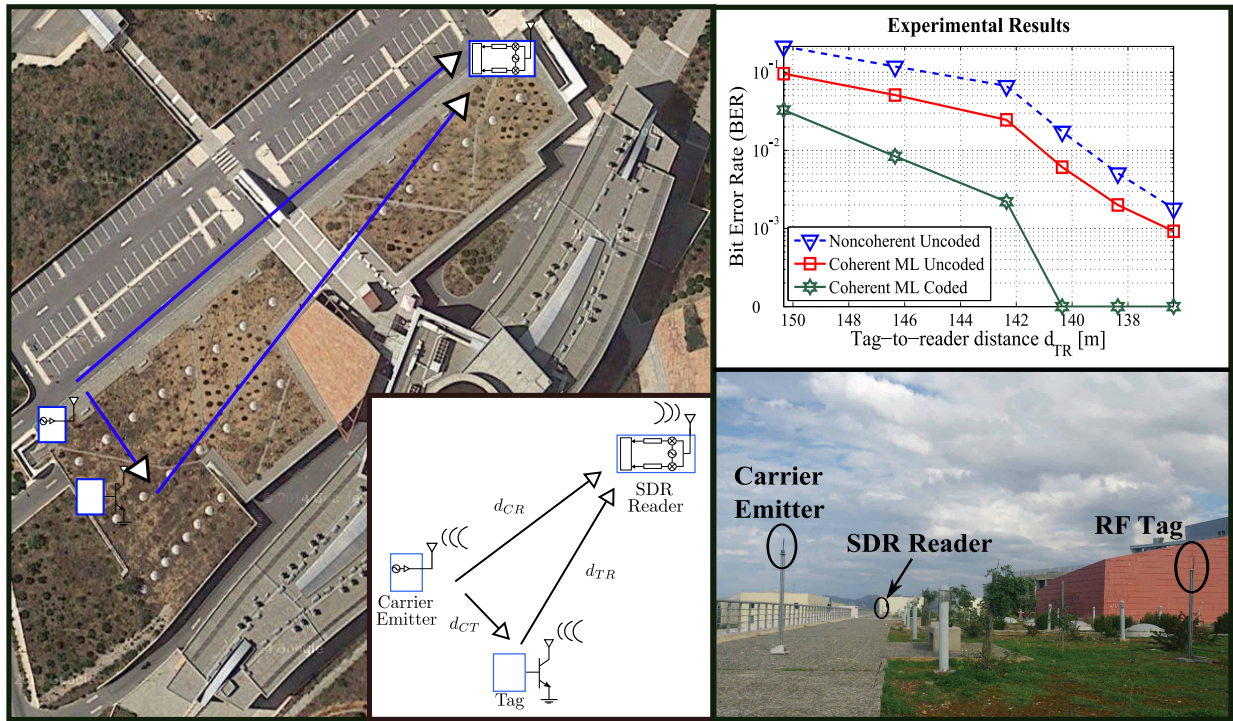 Experimental Results
Bit Error Rate (BER)
10^-1
10^-2
10^-3
0
Noncoherent Uncoded
Coherent ML Uncoded
Coherent ML Coded
150 148 146 144 142 140 138
Tag−to−reader distance d_TR [m]
SDR
Reader
d_CR
d_TR
Carrier
Emitter
d_CT
Tag
Carrier
Emitter
SDR Reader
RF Tag